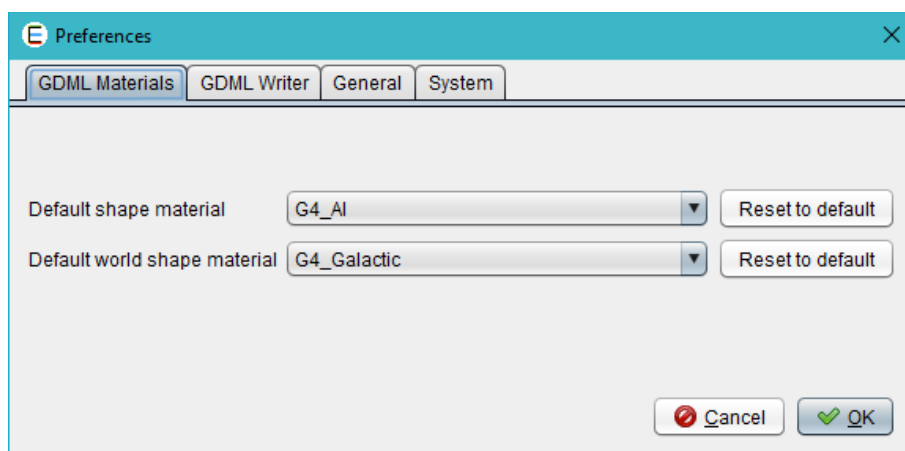 E Preferences
GDML Materials GDML Writer General System
Default shape material G4_Al Reset to default
Default world shape material G4_Galactic Reset to default
Cancel OK